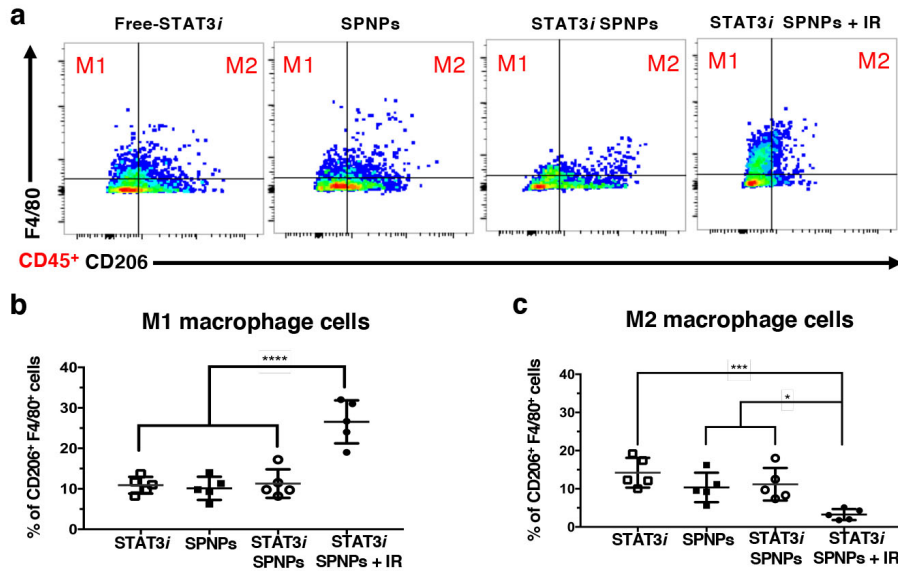 a
Free-STAT3i SPNPs STAT3i SPNPs STAT3i SPNPs + IR
M1 M2 M1 M2 M1 M2 M1 M2
F4/80
CD45+ CD206
b
M1 macrophage cells
% of CD206+ F4/80+ cells
40
30
20
10
0
****
STAT3i SPNPs STAT3i STAT3i
SPNPs SPNPs + IR
c
M2 macrophage cells
% of CD206+ F4/80+ cells
40
30
20
10
0
***
*
STAT3i SPNPs STAT3i STAT3i
SPNPs SPNPs + IR